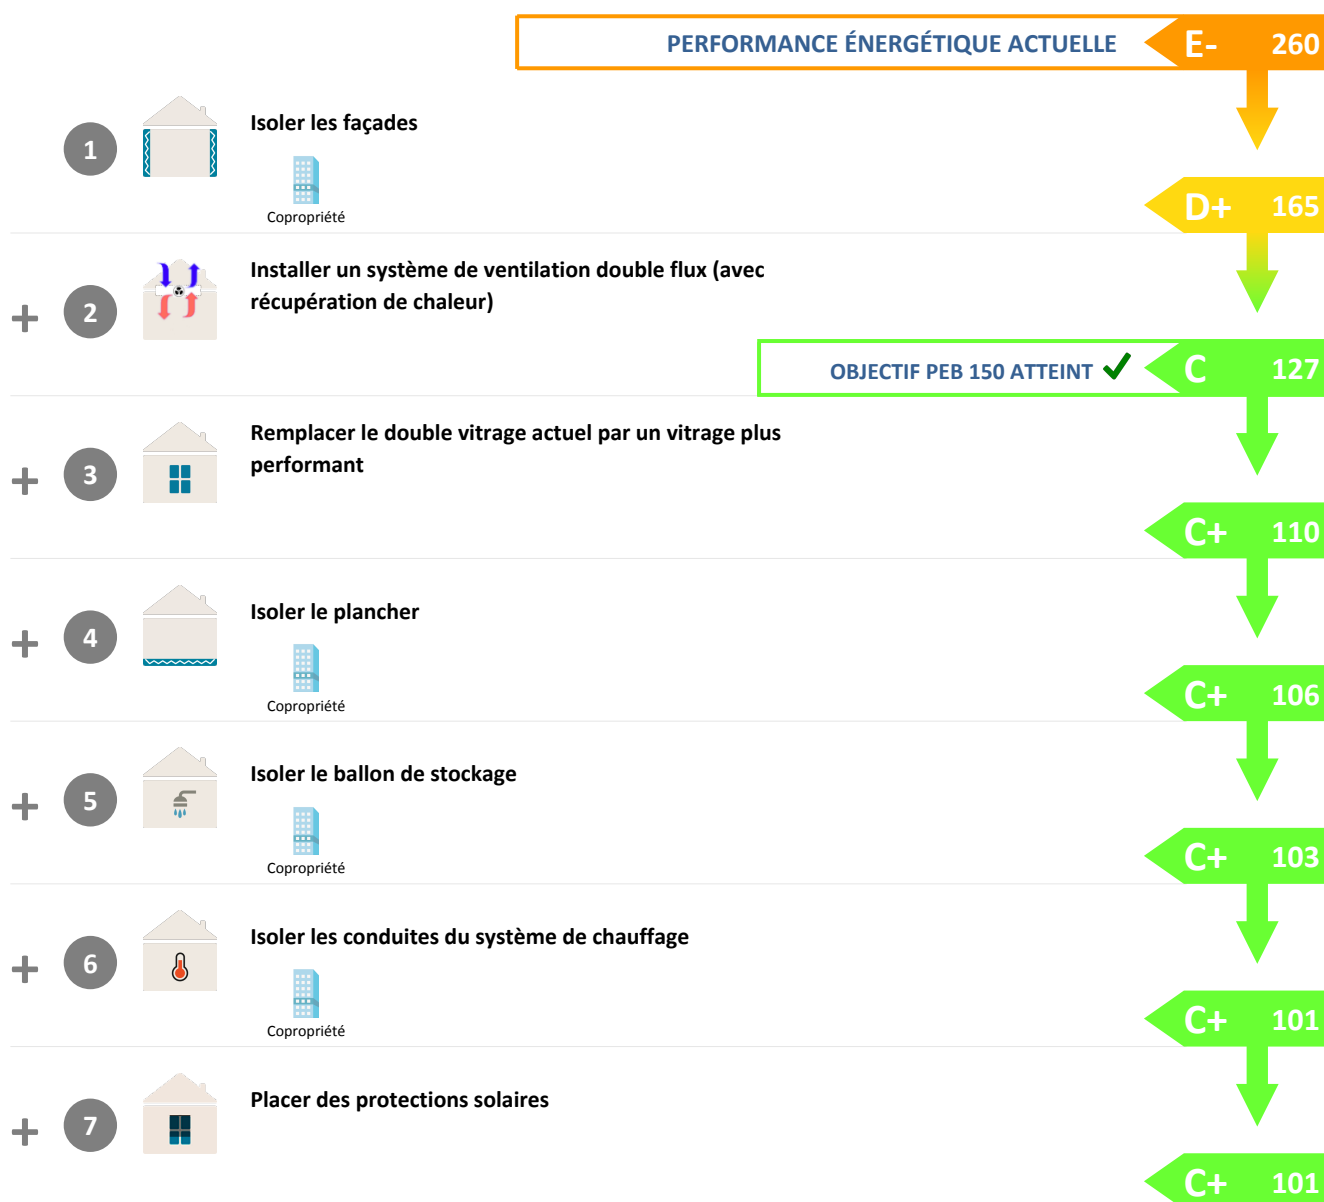 PERFORMANCE ÉNERGÉTIQUE ACTUELLE E- 260
1 Isoler les façades
Copropriété
D+ 165
+ 2 Installer un système de ventilation double flux (avec
récupération de chaleur)
OBJECTIF PEB 150 ATTEINT ✓ C 127
+ 3 Remplacer le double vitrage actuel par un vitrage plus
performant
C+ 110
+ 4 Isoler le plancher
Copropriété
C+ 106
+ 5 Isoler le ballon de stockage
Copropriété
C+ 103
+ 6 Isoler les conduites du système de chauffage
Copropriété
C+ 101
+ 7 Placer des protections solaires
C+ 101